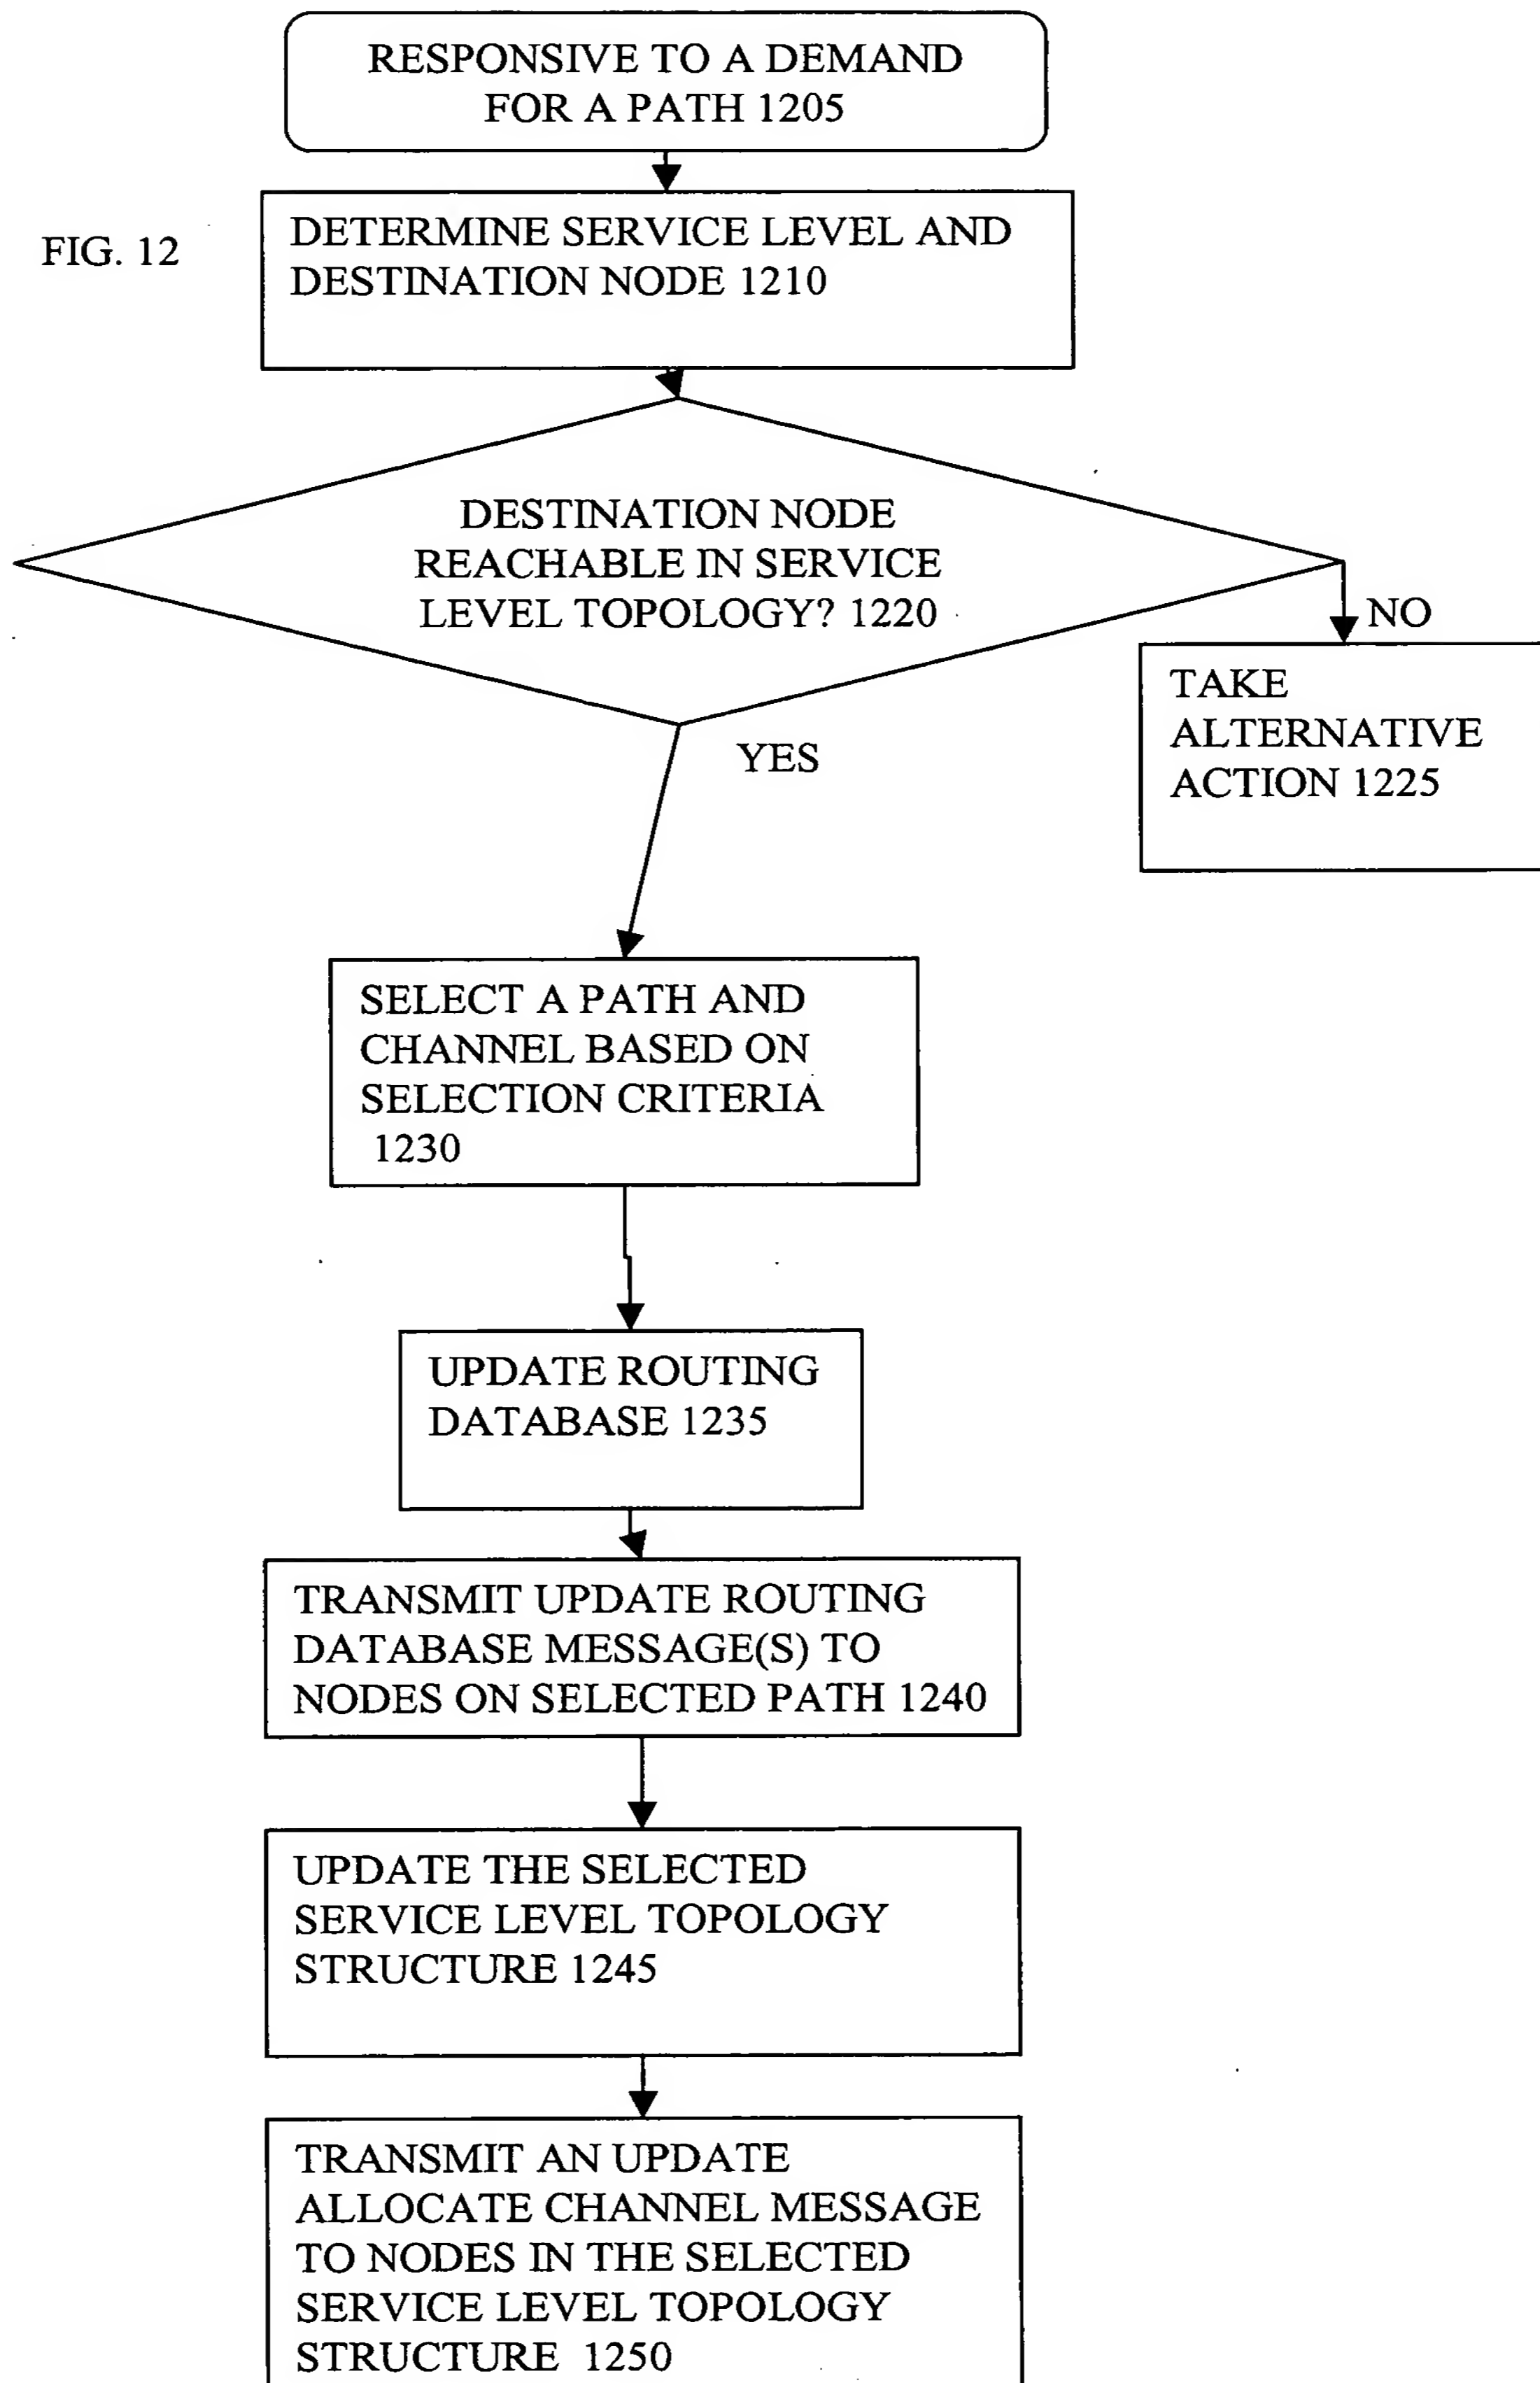 RESPONSIVE TO A DEMAND
FOR A PATH 1205
FIG. 12
DETERMINE SERVICE LEVEL AND
DESTINATION NODE 1210
DESTINATION NODE
REACHABLE IN SERVICE
LEVEL TOPOLOGY? 1220
NO
TAKE
ALTERNATIVE
ACTION 1225
YES
SELECT A PATH AND
CHANNEL BASED ON
SELECTION CRITERIA
1230
UPDATE ROUTING
DATABASE 1235
TRANSMIT UPDATE ROUTING
DATABASE MESSAGE(S) TO
NODES ON SELECTED PATH 1240
UPDATE THE SELECTED
SERVICE LEVEL TOPOLOGY
STRUCTURE 1245
TRANSMIT AN UPDATE
ALLOCATE CHANNEL MESSAGE
TO NODES IN THE SELECTED
SERVICE LEVEL TOPOLOGY
STRUCTURE 1250